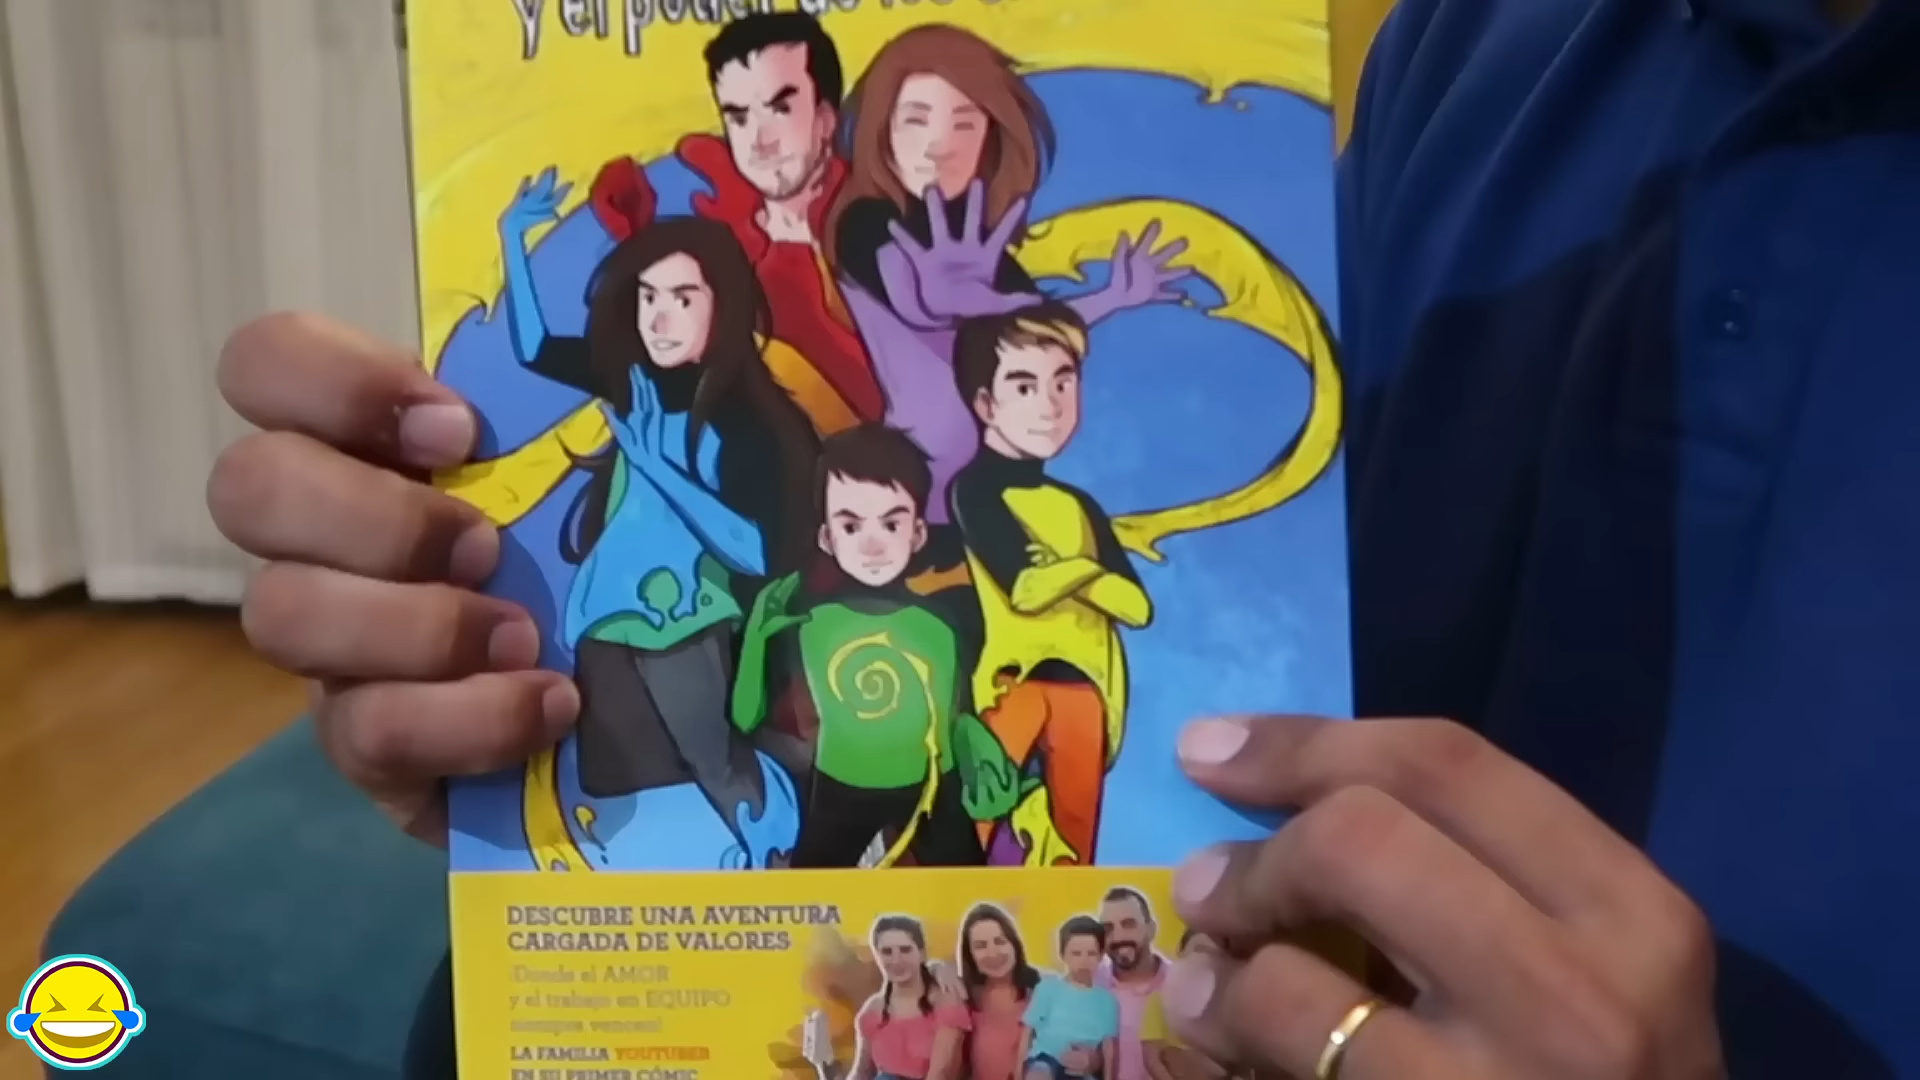 y el poder de los
DESCUBRE UNA AVENTURA
CARGADA DE VALORES
¡Donde el AMOR
y el trabajo en EQUIPO
siempre vencen!
LA FAMILIA YOUTUBER
EN SU PRIMER CÓMIC